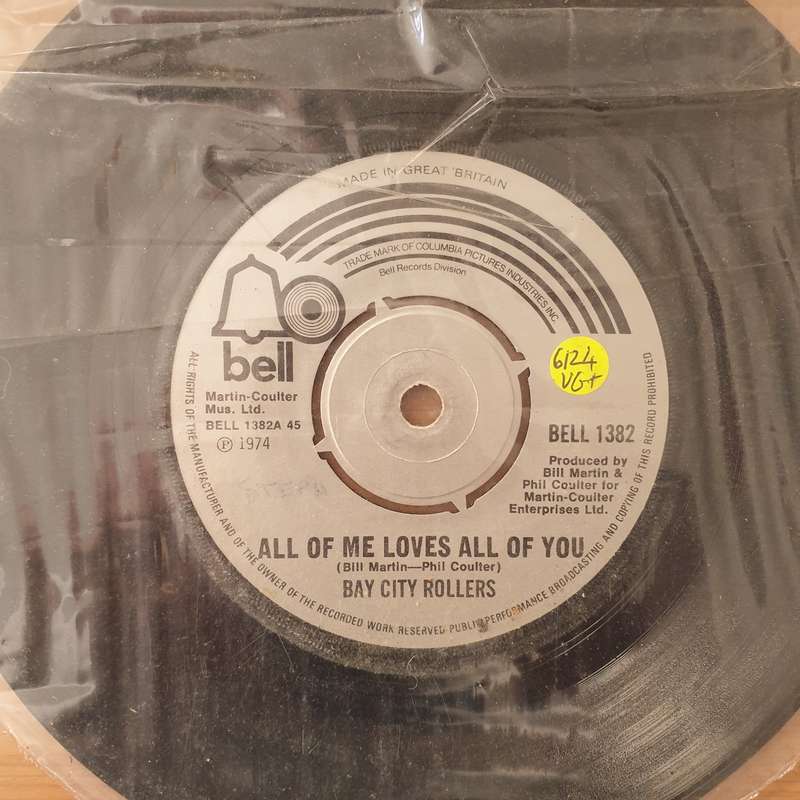 MADE IN GREAT BRITAIN
TRADE MARK OF COLUMBIA PICTURES INDUSTRIES INC.
Bell Records Division
bell
Martin-Coulter
Mus. Ltd.
BELL 1382A 45
℗ 1974
6124
VG+
BELL 1382
Produced by
Bill Martin &
Phil Coulter for
Martin-Coulter
Enterprises Ltd.
ALL OF ME LOVES ALL OF YOU
(Bill Martin—Phil Coulter)
BAY CITY ROLLERS
ALL RIGHTS OF THE MANUFACTURER AND OF THE OWNER OF THE RECORDED WORK RESERVED PUBLIC PERFORMANCE BROADCASTING AND COPYING OF THIS RECORD PROHIBITED